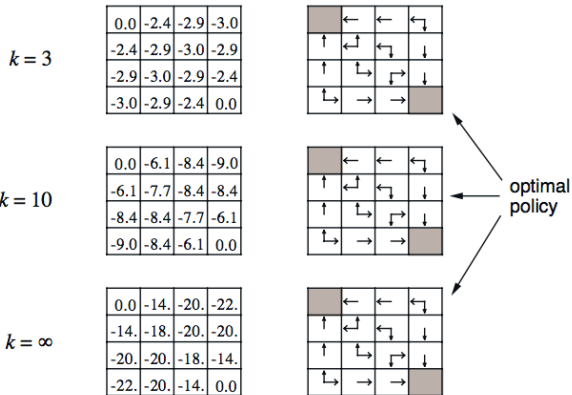 0.0 -2.4 -2.9 -3.0
-2.4 -2.9 -3.0 -2.9
k = 3
-2.9 -3.0 -2.9 -2.4
-3.0 -2.9 -2.4 0.0
0.0 -6.1 -8.4 -9.0
-6.1 -7.7 -8.4 -8.4
k = 10
-8.4 -8.4 -7.7 -6.1
-9.0 -8.4 -6.1 0.0
optimal
policy
0.0 -14. -20. -22.
-14. -18. -20. -20.
k = ∞
-20. -20. -18. -14.
-22. -20. -14. 0.0